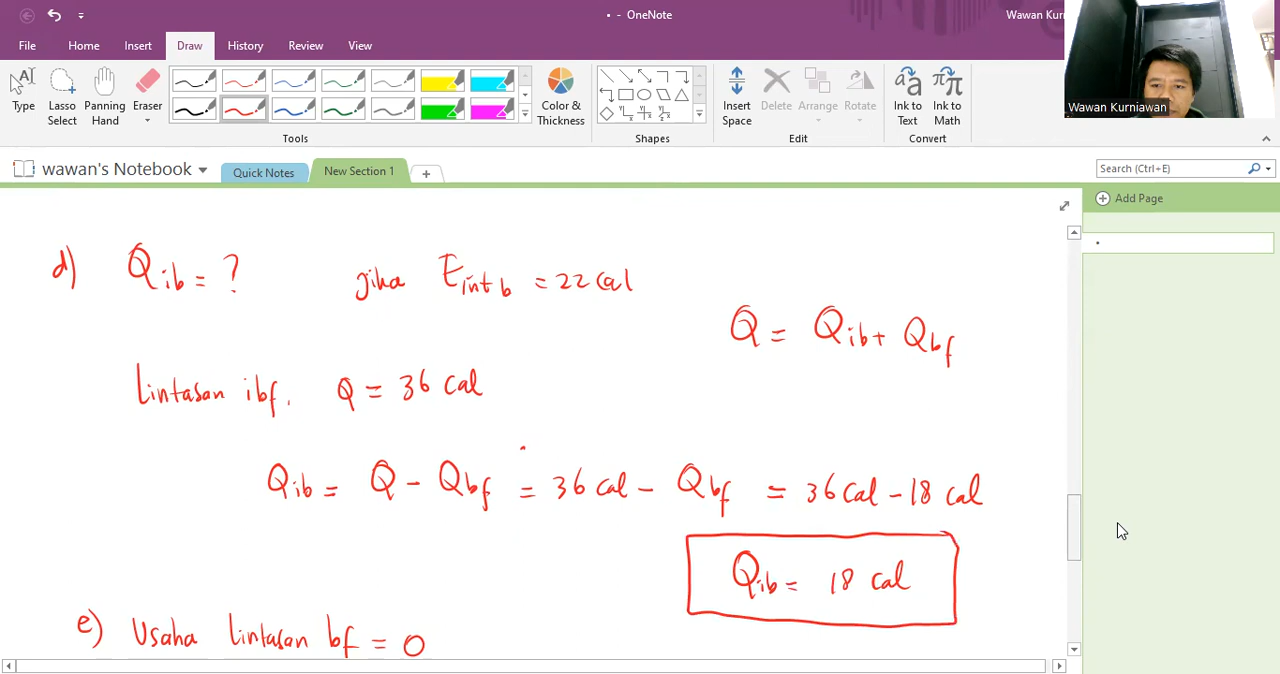 • - OneNote
Wawan Kur
File Home Insert Draw History Review View
Type
Lasso Select
Panning Hand
Eraser
Color & Thickness
Insert Space
Delete
Arrange
Rotate
Ink to Text
Ink to Math
Wawan Kurniawan
Tools
Shapes
Edit
Convert
wawan's Notebook
Quick Notes
New Section 1
Search (Ctrl+E)
Add Page
d) Qib = ? jika Eint b = 22 cal
Q = Qib + Qbf
Lintasan ibf. Q = 36 cal
Qib = Q - Qbf = 36 cal - Qbf = 36 cal - 18 cal
Qib = 18 cal
e) Usaha lintasan bf = 0